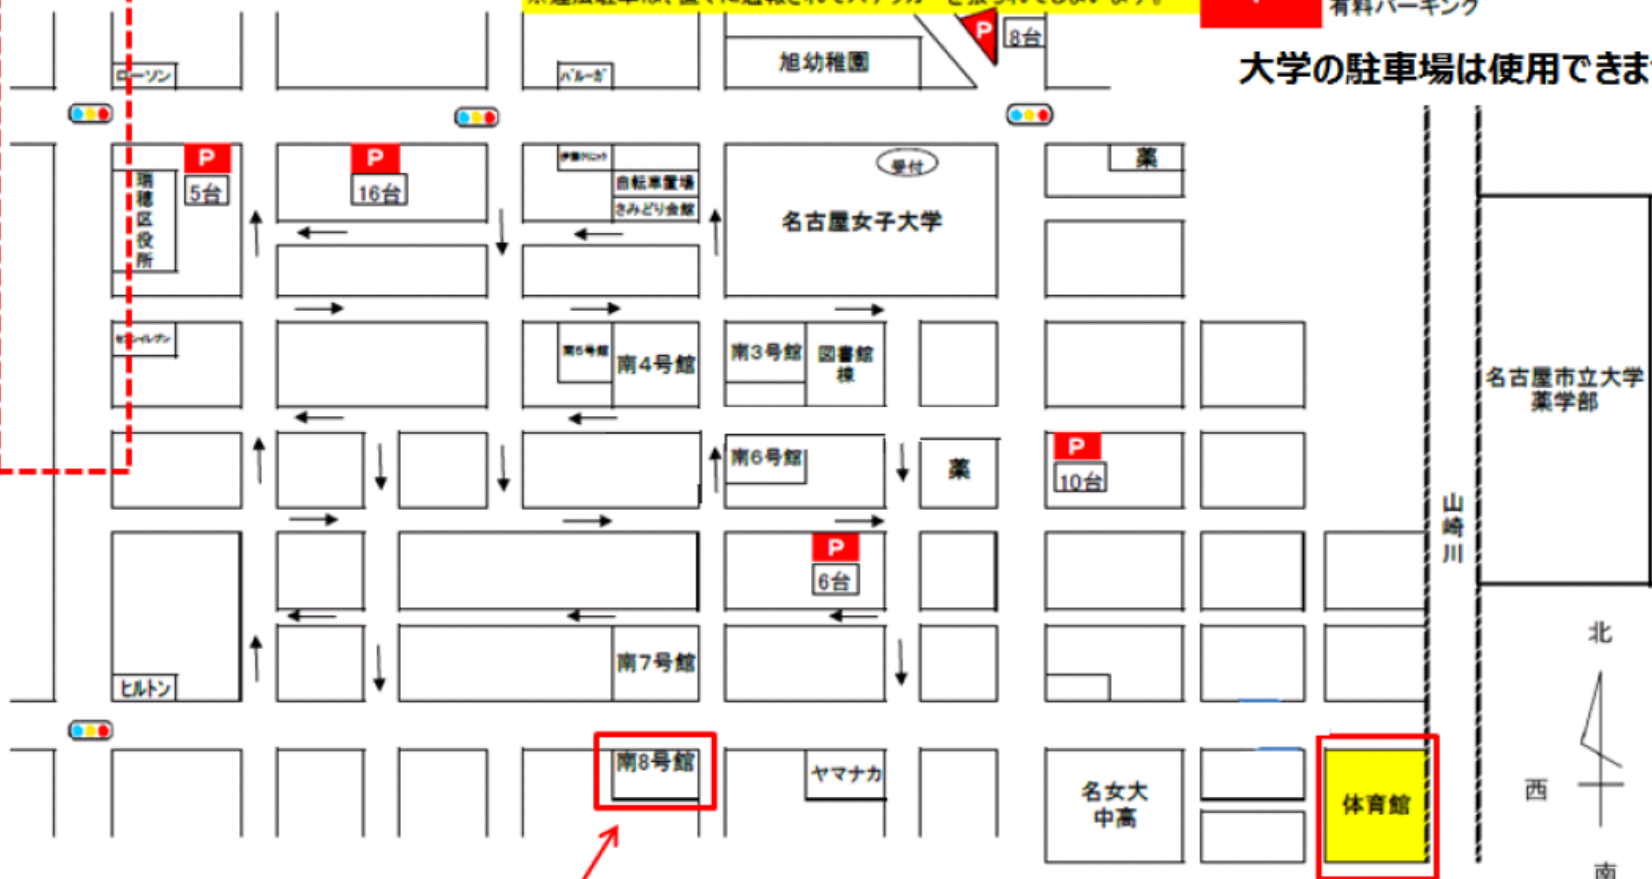 有料パーキング
8台
大学の駐車場は使用できま
ローソン
旭幼稚園
P
P
P
5台
16台
瑞穂区役所
自転車置場
さみどり会館
受付
名古屋女子大学
薬
セブンイレブン
南5号館
南4号館
南3号館
図書館
棟
名古屋市立大学
薬学部
南6号館
薬
P
10台
山崎川
P
6台
南7号館
ヒルトン
北
西
南
南8号館
ヤマナカ
名女大
中高
体育館